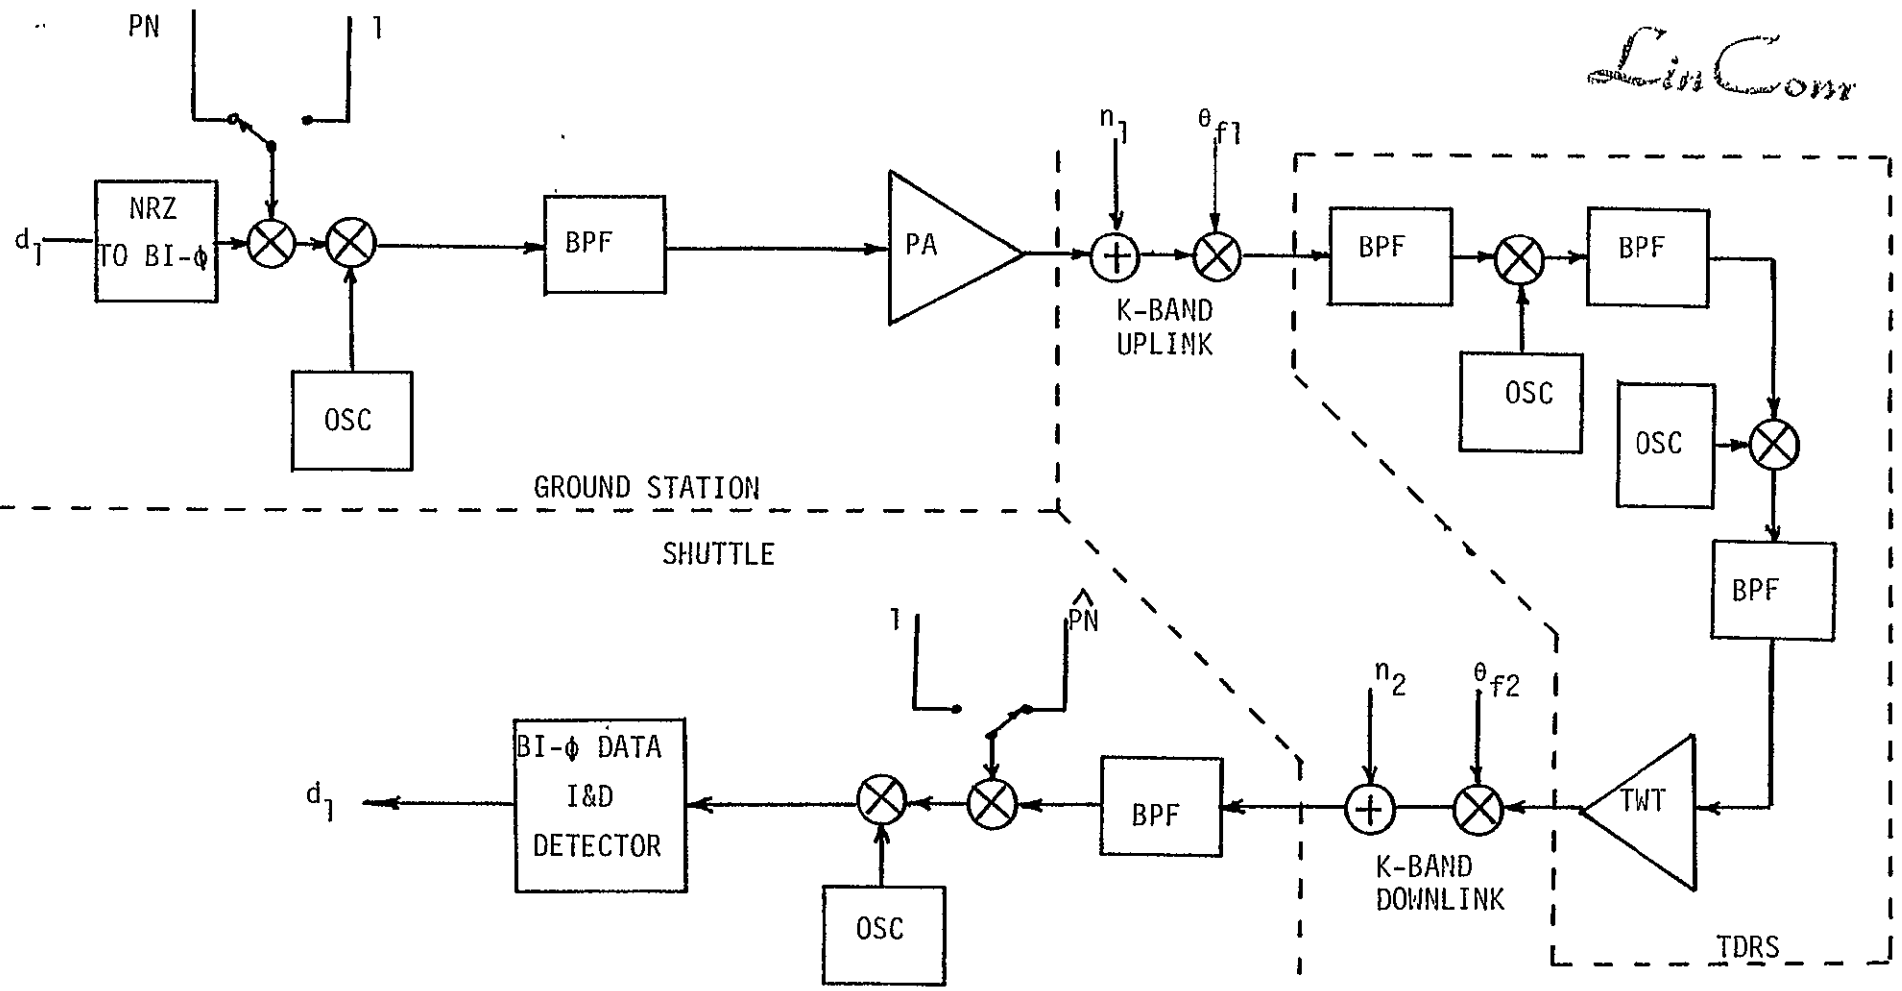 LinCom
PN
1
n1
θf1
d1
NRZ
TO BI-ϕ
BPF
PA
BPF
BPF
K-BAND
UPLINK
OSC
OSC
OSC
GROUND STATION
SHUTTLE
BPF
1
P̂N
n2
θf2
BI-ϕ DATA
I&D
DETECTOR
d1
BPF
TWT
K-BAND
DOWNLINK
OSC
TDRS